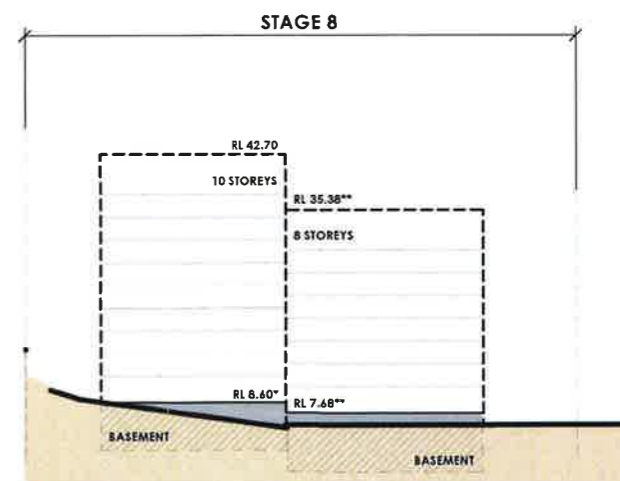 STAGE 8
RL 42.70
10 STOREYS
RL 35.38**
8 STOREYS
RL 8.60*
RL 7.68**
BASEMENT
BASEMENT